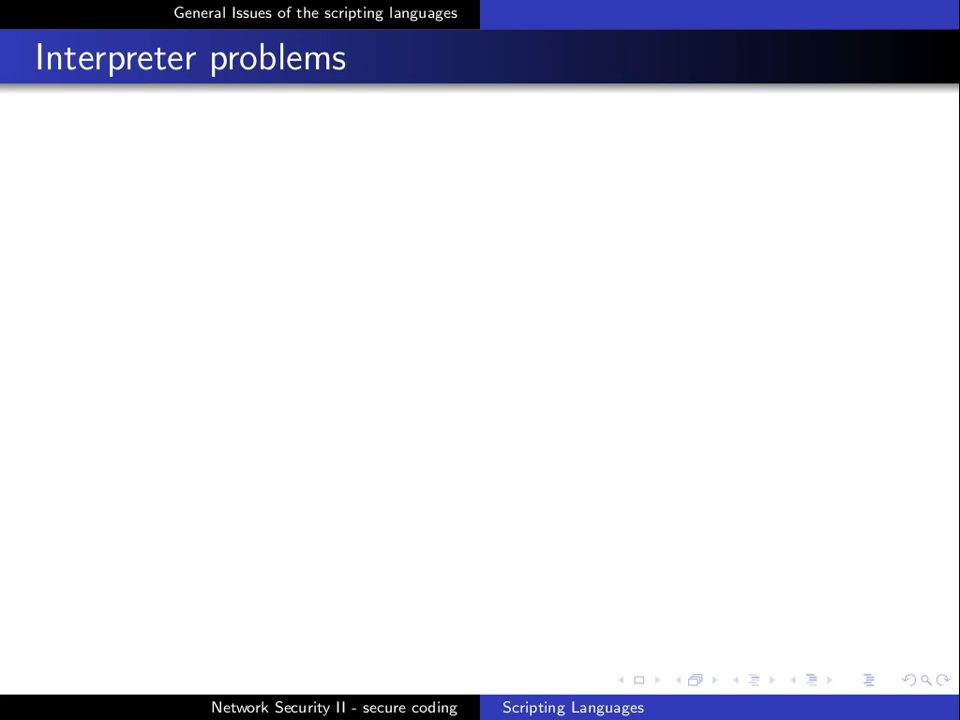 General Issues of the scripting languages
Interpreter problems
Network Security II - secure coding
Scripting Languages